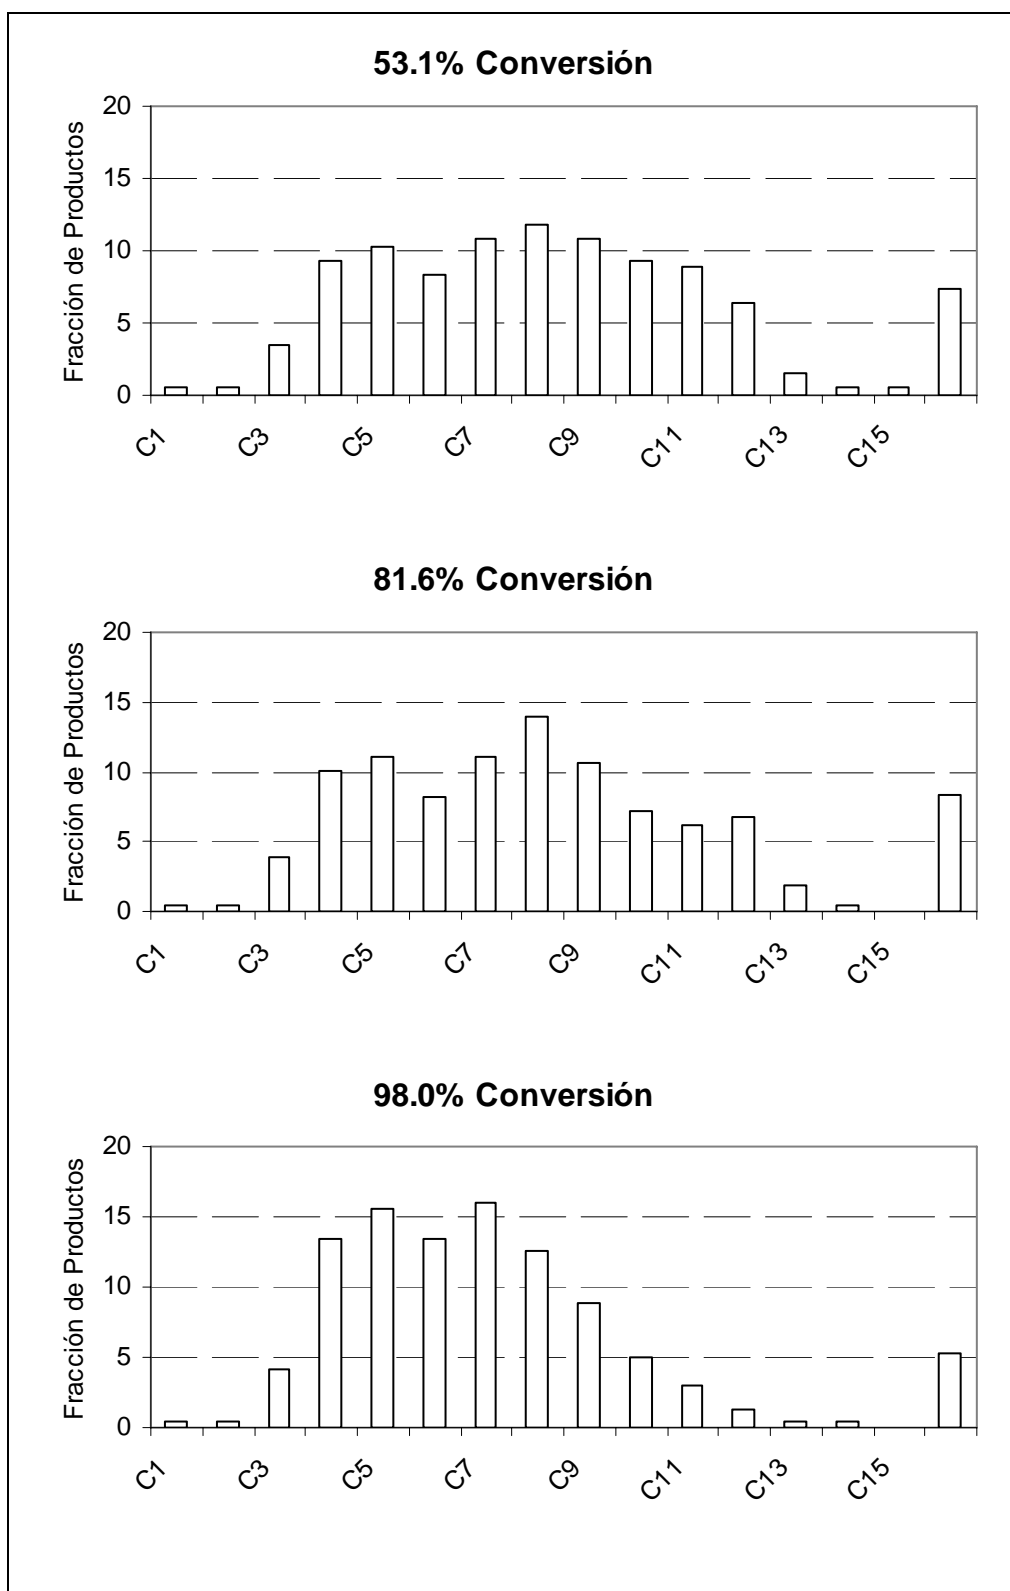 53.1% Conversión
Fracción de Productos
20
15
10
5
0
C1 C3 C5 C7 C9 C11 C13 C15
81.6% Conversión
Fracción de Productos
20
15
10
5
0
C1 C3 C5 C7 C9 C11 C13 C15
98.0% Conversión
Fracción de Productos
20
15
10
5
0
C1 C3 C5 C7 C9 C11 C13 C15